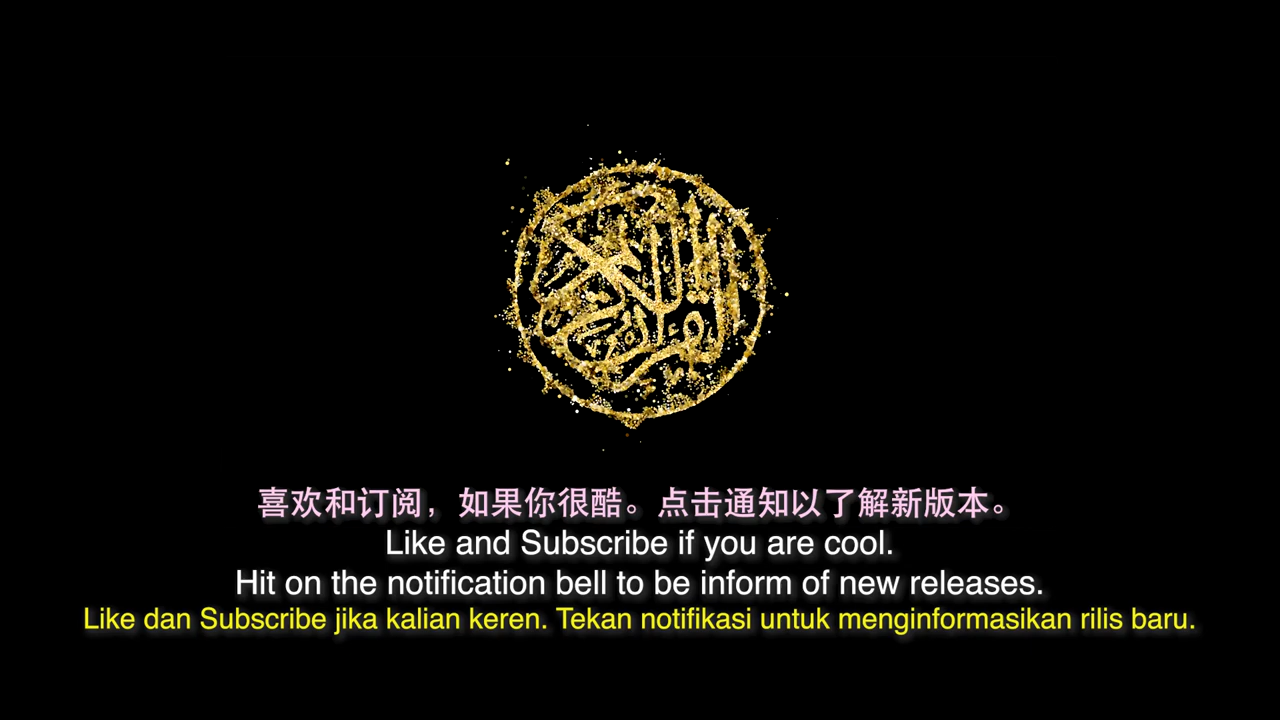 القرآن الكريم
喜欢和订阅，如果你很酷。点击通知以了解新版本。
Like and Subscribe if you are cool.
Hit on the notification bell to be inform of new releases.
Like dan Subscribe jika kalian keren. Tekan notifikasi untuk menginformasikan rilis baru.